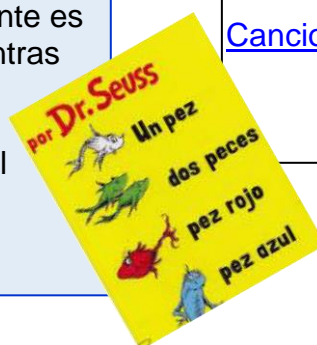 nte es
ntras
l
Cancio
por Dr. Seuss
Un pez
dos peces
pez rojo
pez azul